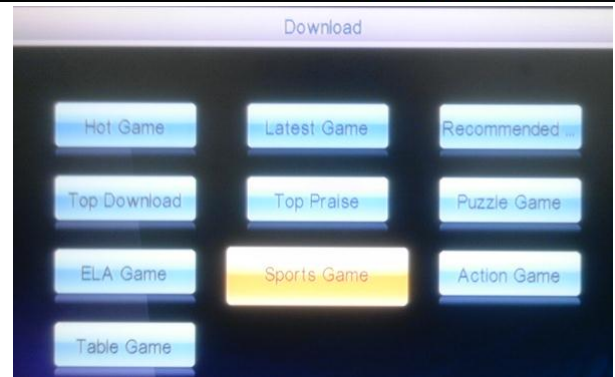 Download
Hot Game
Latest Game
Recommended ...
Top Download
Top Praise
Puzzle Game
ELA Game
Sports Game
Action Game
Table Game